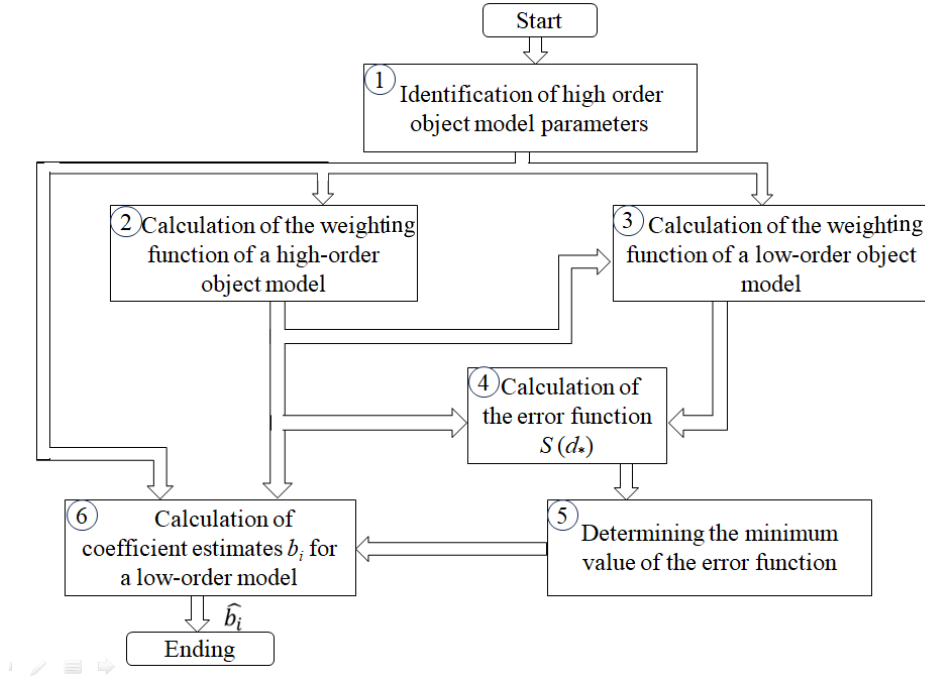 Start
1
Identification of high order
object model parameters
2 Calculation of the weighting
function of a high-order
object model
3 Calculation of the weighting
function of a low-order object
model
4 Calculation of
the error function
S (d*)
5
Determining the minimum
value of the error function
6 Calculation of
coefficient estimates bᵢ for
a low-order model
b̂ᵢ
Ending